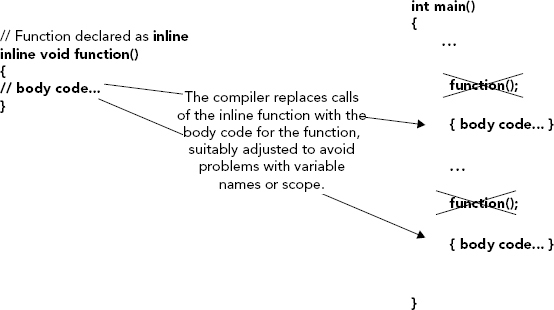 // Function declared as inline
inline void function()
{
// body code...
}
The compiler replaces calls
of the inline function with the
body code for the function,
suitably adjusted to avoid
problems with variable
names or scope.
int main()
{
...
function();
{ body code... }
...
function();
{ body code... }
}